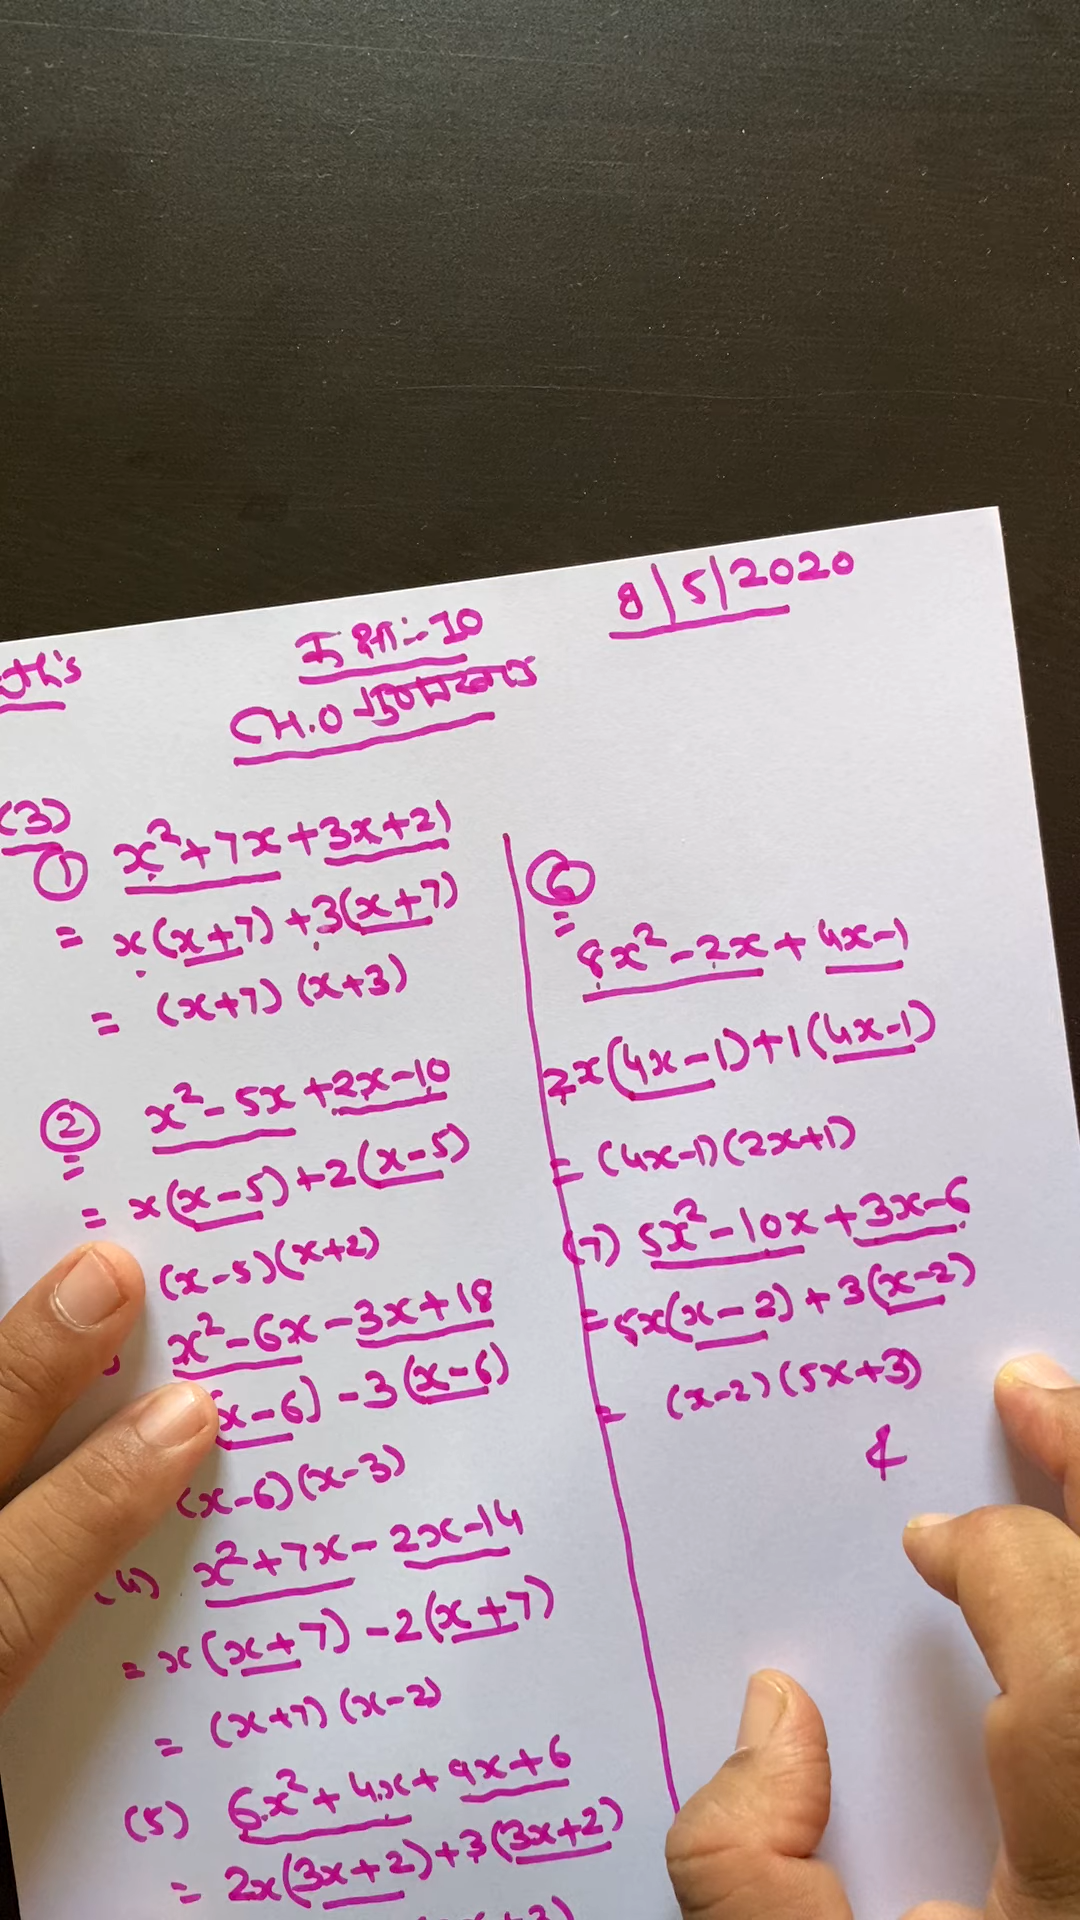 8/5/2020
:- 10
CH.0
(3)
① x²+7x+3x+21
= x(x+7)+3(x+7)
= (x+7)(x+3)
② x²-5x+2x-10
= x(x-5)+2(x-5)
(x-5)(x+2)
x²-6x-3x+18
(x-6)-3(x-6)
(x-6)(x-3)
(4) x²+7x-2x-14
= x(x+7)-2(x+7)
= (x+7)(x-2)
(5) 6x²+4x+9x+6
= 2x(3x+2)+3(3x+2)
⑥
=
8x²-2x+4x-1
2x(4x-1)+1(4x-1)
= (4x-1)(2x+1)
(7) 5x²-10x+3x-6
= 5x(x-2)+3(x-2)
= (x-2)(5x+3)